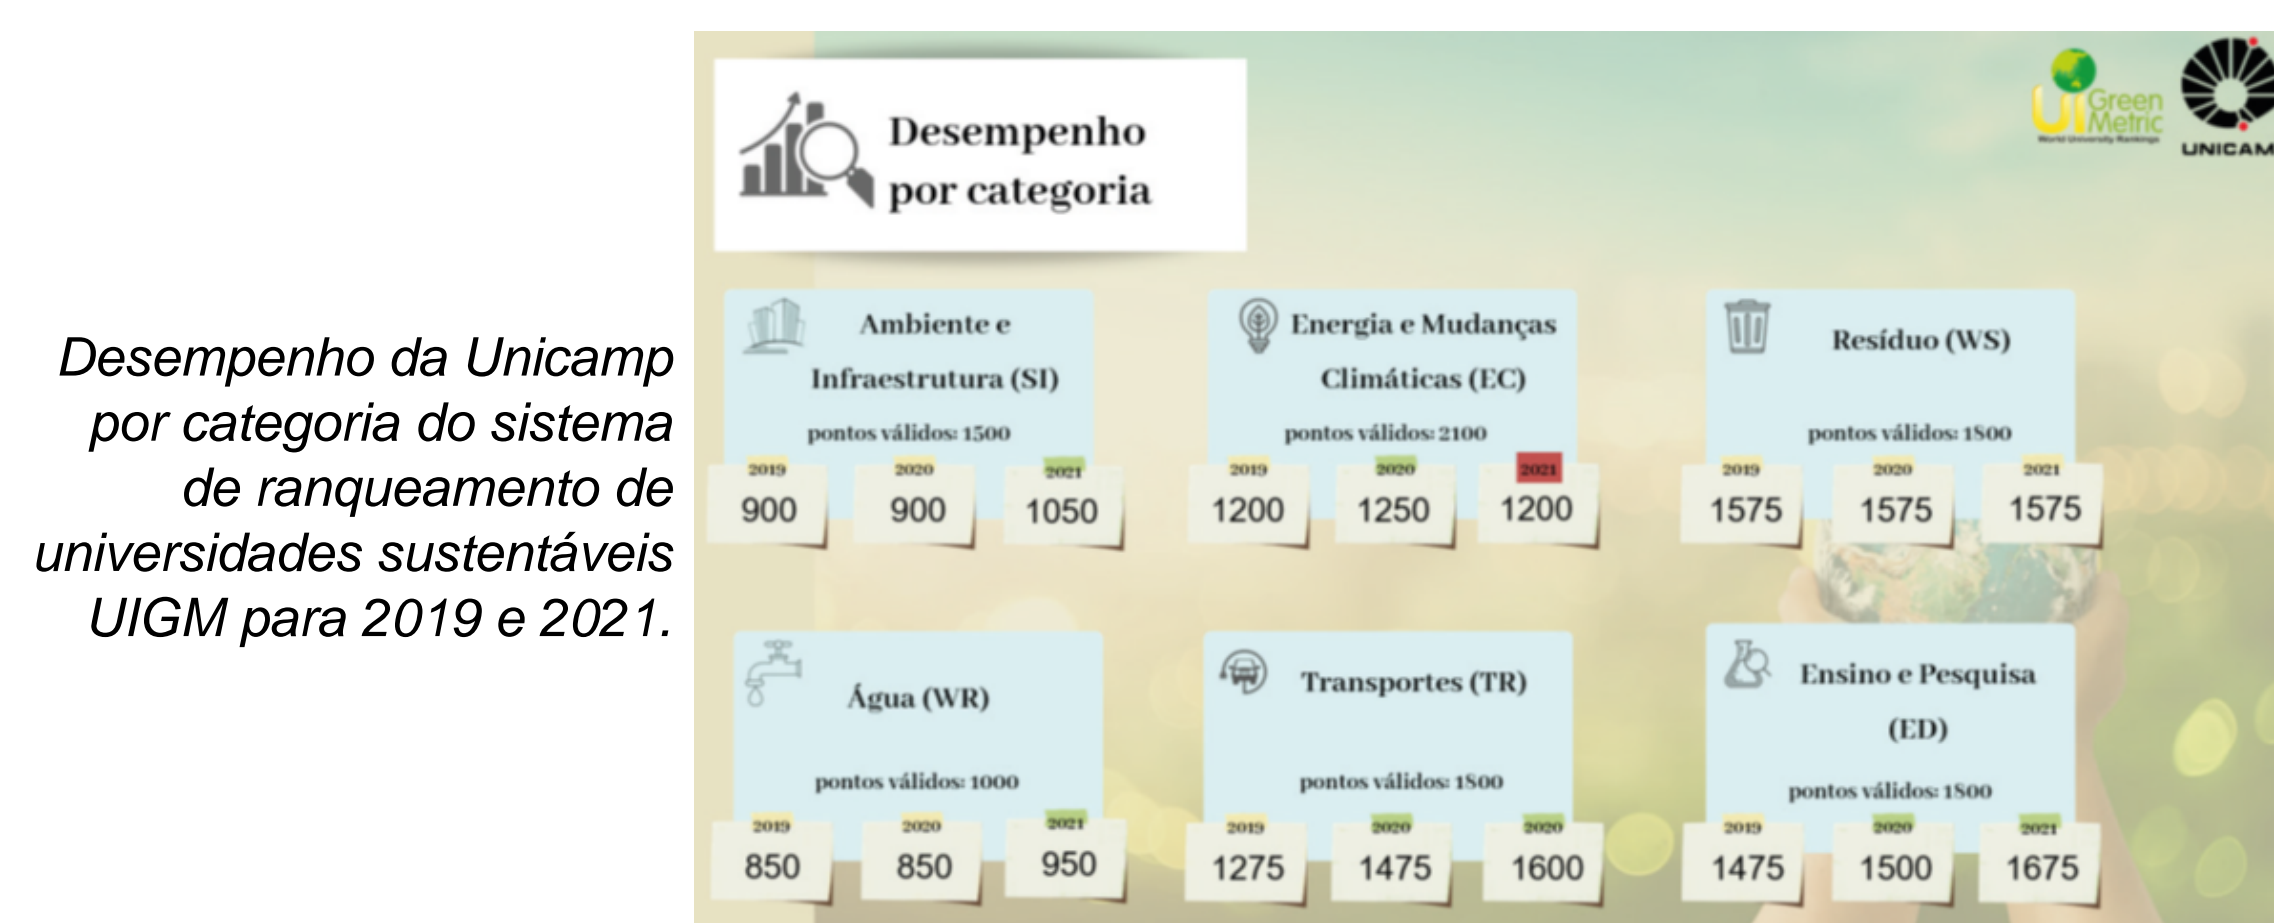 Desempenho da Unicamp
por categoria do sistema
de ranqueamento de
universidades sustentáveis
UIGM para 2019 e 2021.
Desempenho
por categoria
UI Green
Metric
World University Rankings
UNICAM
Ambiente e
Infraestrutura (SI)
pontos válidos: 1500
2019 2020 2021
900 900 1050
Energia e Mudanças
Climáticas (EC)
pontos válidos: 2100
2019 2020 2021
1200 1250 1200
Resíduo (WS)
pontos válidos: 1800
2019 2020 2021
1575 1575 1575
Água (WR)
pontos válidos: 1000
2019 2020 2021
850 850 950
Transportes (TR)
pontos válidos: 1800
2019 2020 2020
1275 1475 1600
Ensino e Pesquisa
(ED)
pontos válidos: 1800
2019 2020 2021
1475 1500 1675